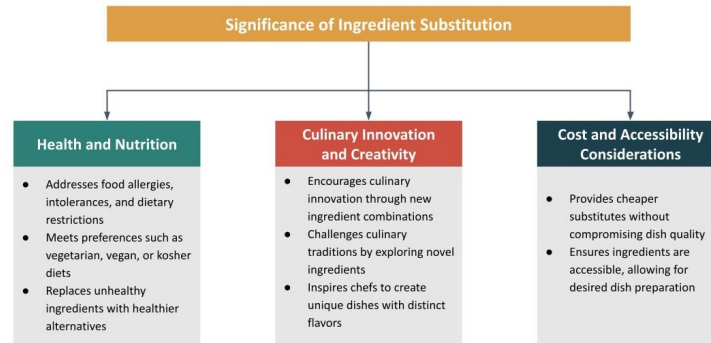 Significance of Ingredient Substitution
Health and Nutrition
● Addresses food allergies,
intolerances, and dietary
restrictions
● Meets preferences such as
vegetarian, vegan, or kosher
diets
● Replaces unhealthy
ingredients with healthier
alternatives
Culinary Innovation
and Creativity
● Encourages culinary
innovation through new
ingredient combinations
● Challenges culinary
traditions by exploring novel
ingredients
● Inspires chefs to create
unique dishes with distinct
flavors
Cost and Accessibility
Considerations
● Provides cheaper
substitutes without
compromising dish quality
● Ensures ingredients are
accessible, allowing for
desired dish preparation